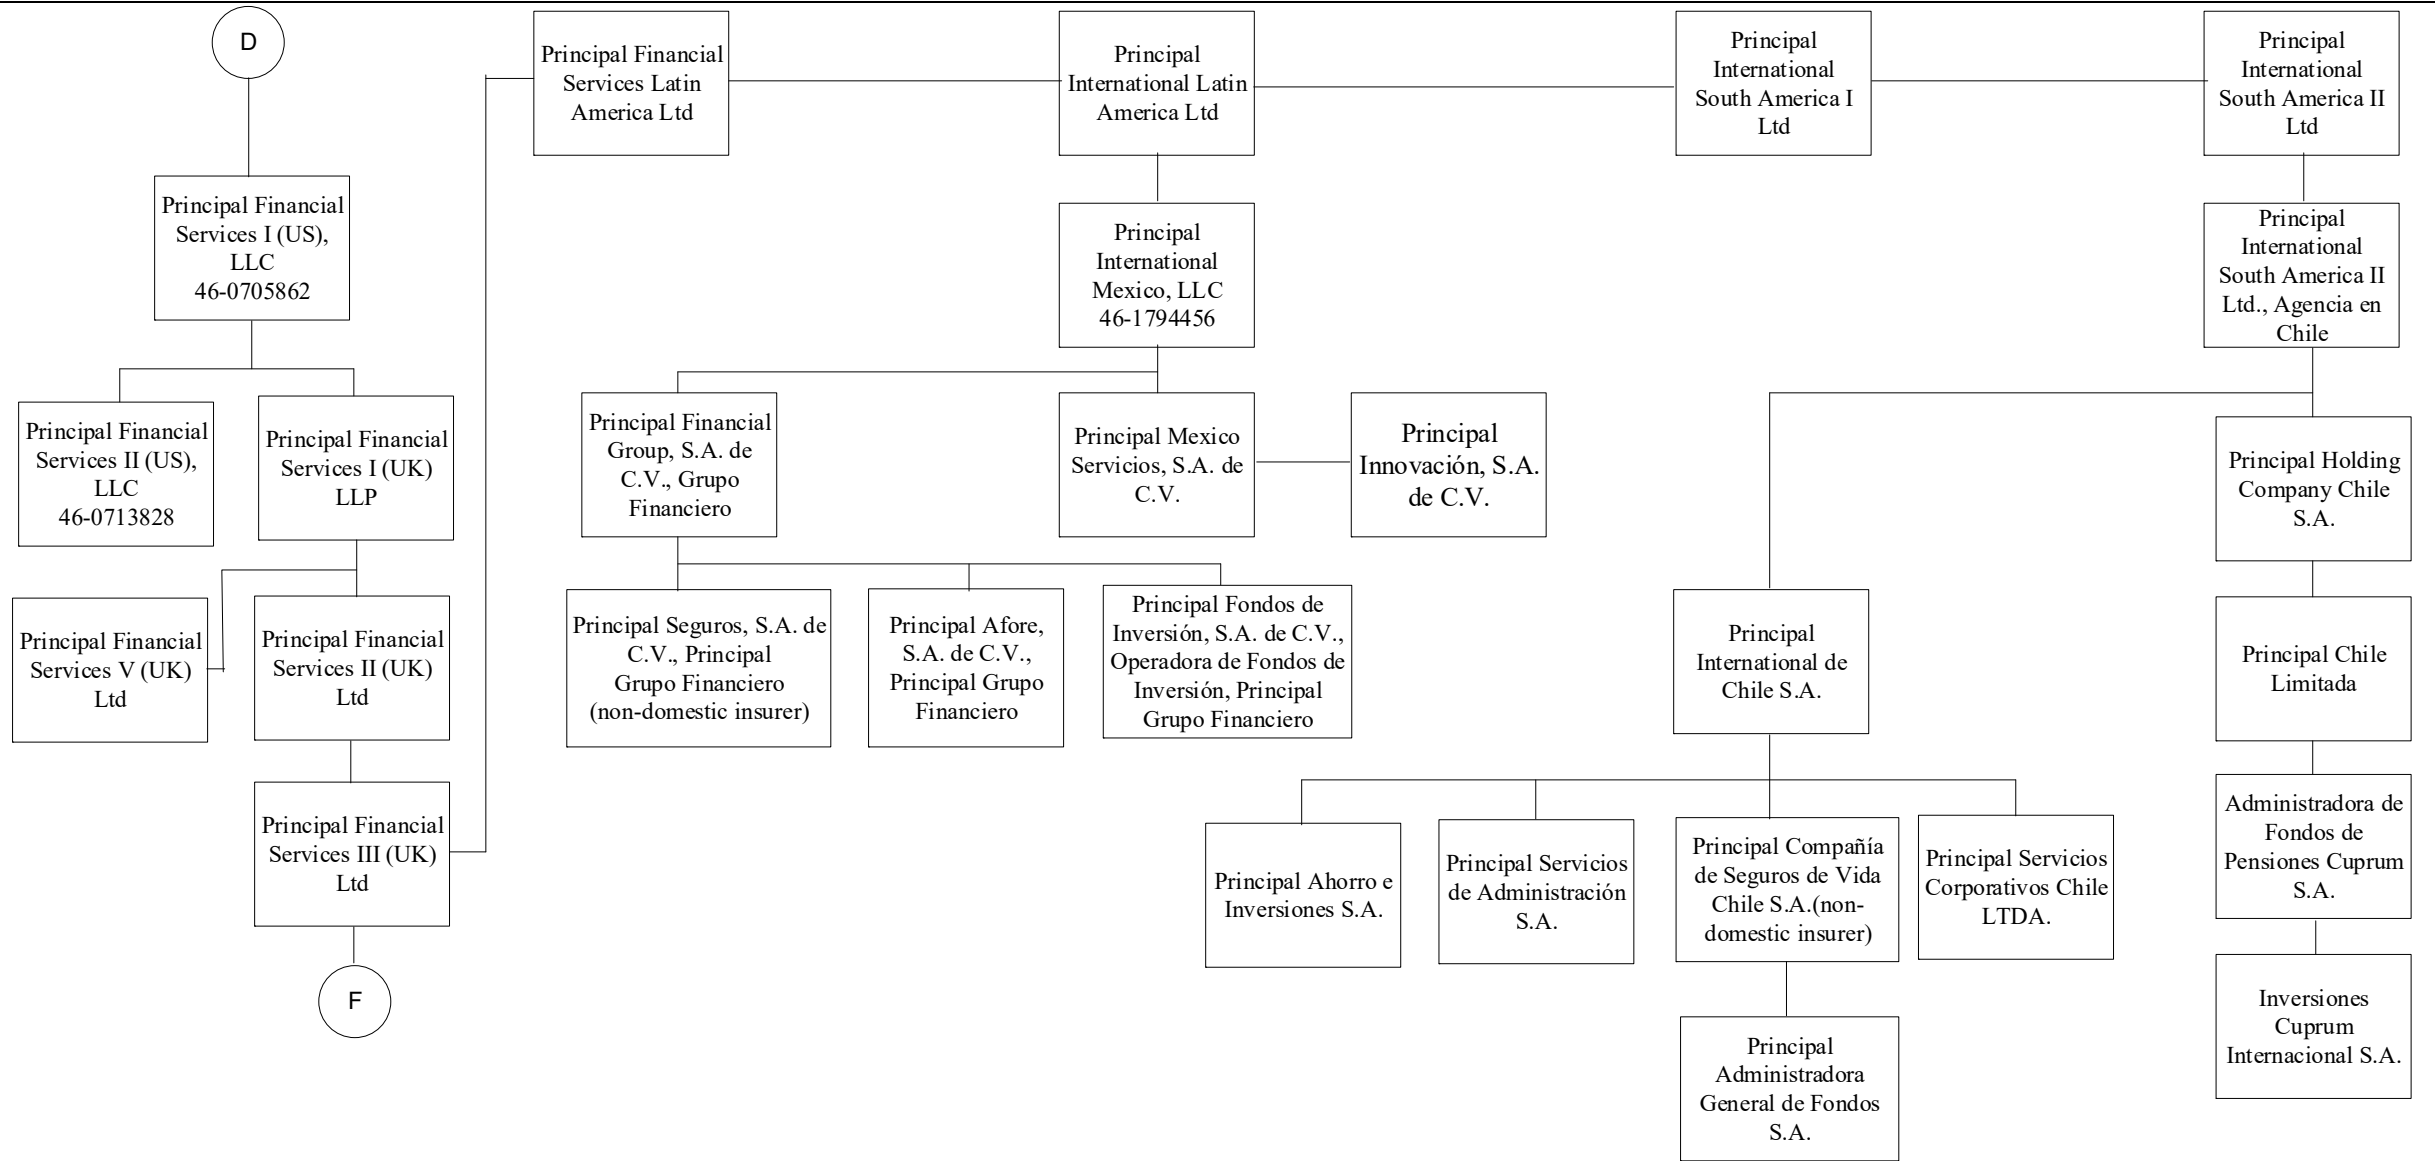 D
Principal Financial
Services Latin
America Ltd
Principal
International Latin
America Ltd
Principal
International
South America I
Ltd
Principal
International
South America II
Ltd
Principal Financial
Services I (US),
LLC
46-0705862
Principal
International
Mexico, LLC
46-1794456
Principal
International
South America II
Ltd., Agencia en
Chile
Principal Financial
Services II (US),
LLC
46-0713828
Principal Financial
Services I (UK)
LLP
Principal Financial
Group, S.A. de
C.V., Grupo
Financiero
Principal Mexico
Servicios, S.A. de
C.V.
Principal
Innovación, S.A.
de C.V.
Principal Holding
Company Chile
S.A.
Principal Financial
Services V (UK)
Ltd
Principal Financial
Services II (UK)
Ltd
Principal Seguros, S.A. de
C.V., Principal
Grupo Financiero
(non-domestic insurer)
Principal Afore,
S.A. de C.V.,
Principal Grupo
Financiero
Principal Fondos de
Inversión, S.A. de C.V.,
Operadora de Fondos de
Inversión, Principal
Grupo Financiero
Principal
International de
Chile S.A.
Principal Chile
Limitada
Principal Financial
Services III (UK)
Ltd
Principal Ahorro e
Inversiones S.A.
Principal Servicios
de Administración
S.A.
Principal Compañía
de Seguros de Vida
Chile S.A.(non-
domestic insurer)
Principal Servicios
Corporativos Chile
LTDA.
Administradora de
Fondos de
Pensiones Cuprum
S.A.
F
Principal
Administradora
General de Fondos
S.A.
Inversiones
Cuprum
Internacional S.A.